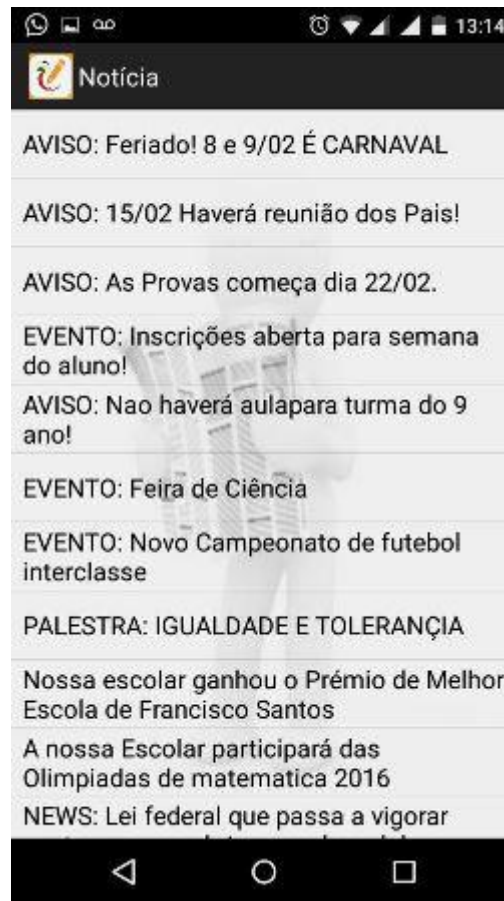 13:14
Notícia
AVISO: Feriado! 8 e 9/02 É CARNAVAL
AVISO: 15/02 Haverá reunião dos Pais!
AVISO: As Provas começa dia 22/02.
EVENTO: Inscrições aberta para semana
do aluno!
AVISO: Nao haverá aulapara turma do 9
ano!
EVENTO: Feira de Ciência
EVENTO: Novo Campeonato de futebol
interclasse
PALESTRA: IGUALDADE E TOLERANÇIA
Nossa escolar ganhou o Prémio de Melhor
Escola de Francisco Santos
A nossa Escolar participará das
Olimpiadas de matematica 2016
NEWS: Lei federal que passa a vigorar